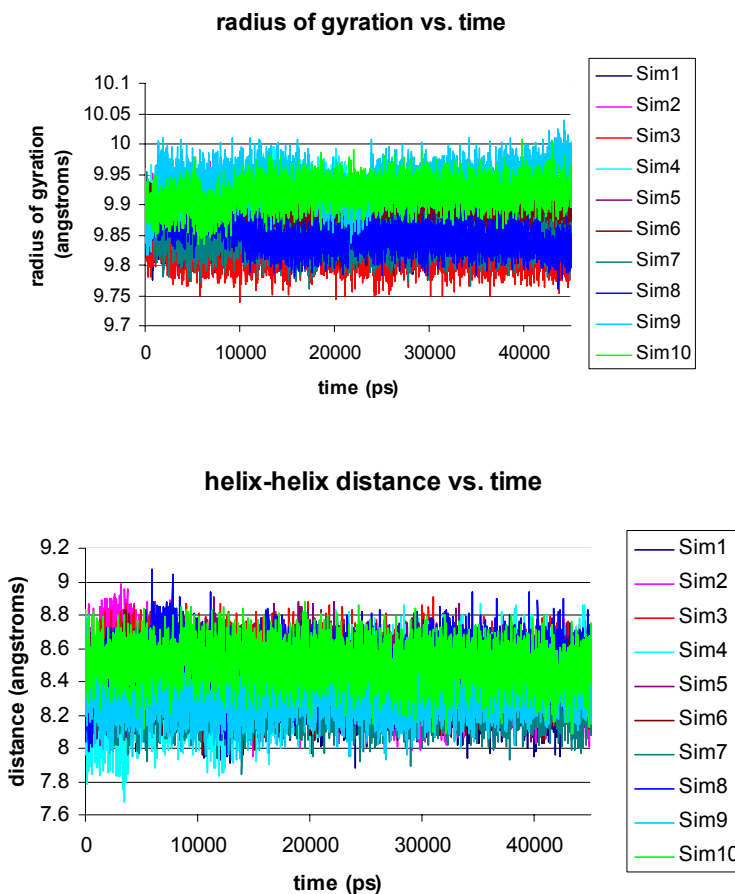 radius of gyration vs. time
radius of gyration
(angstroms)
10.1
10.05
10
9.95
9.9
9.85
9.8
9.75
9.7
0 10000 20000 30000 40000
time (ps)
Sim1
Sim2
Sim3
Sim4
Sim5
Sim6
Sim7
Sim8
Sim9
Sim10
helix-helix distance vs. time
distance (angstroms)
9.2
9
8.8
8.6
8.4
8.2
8
7.8
7.6
0 10000 20000 30000 40000
time (ps)
Sim1
Sim2
Sim3
Sim4
Sim5
Sim6
Sim7
Sim8
Sim9
Sim10